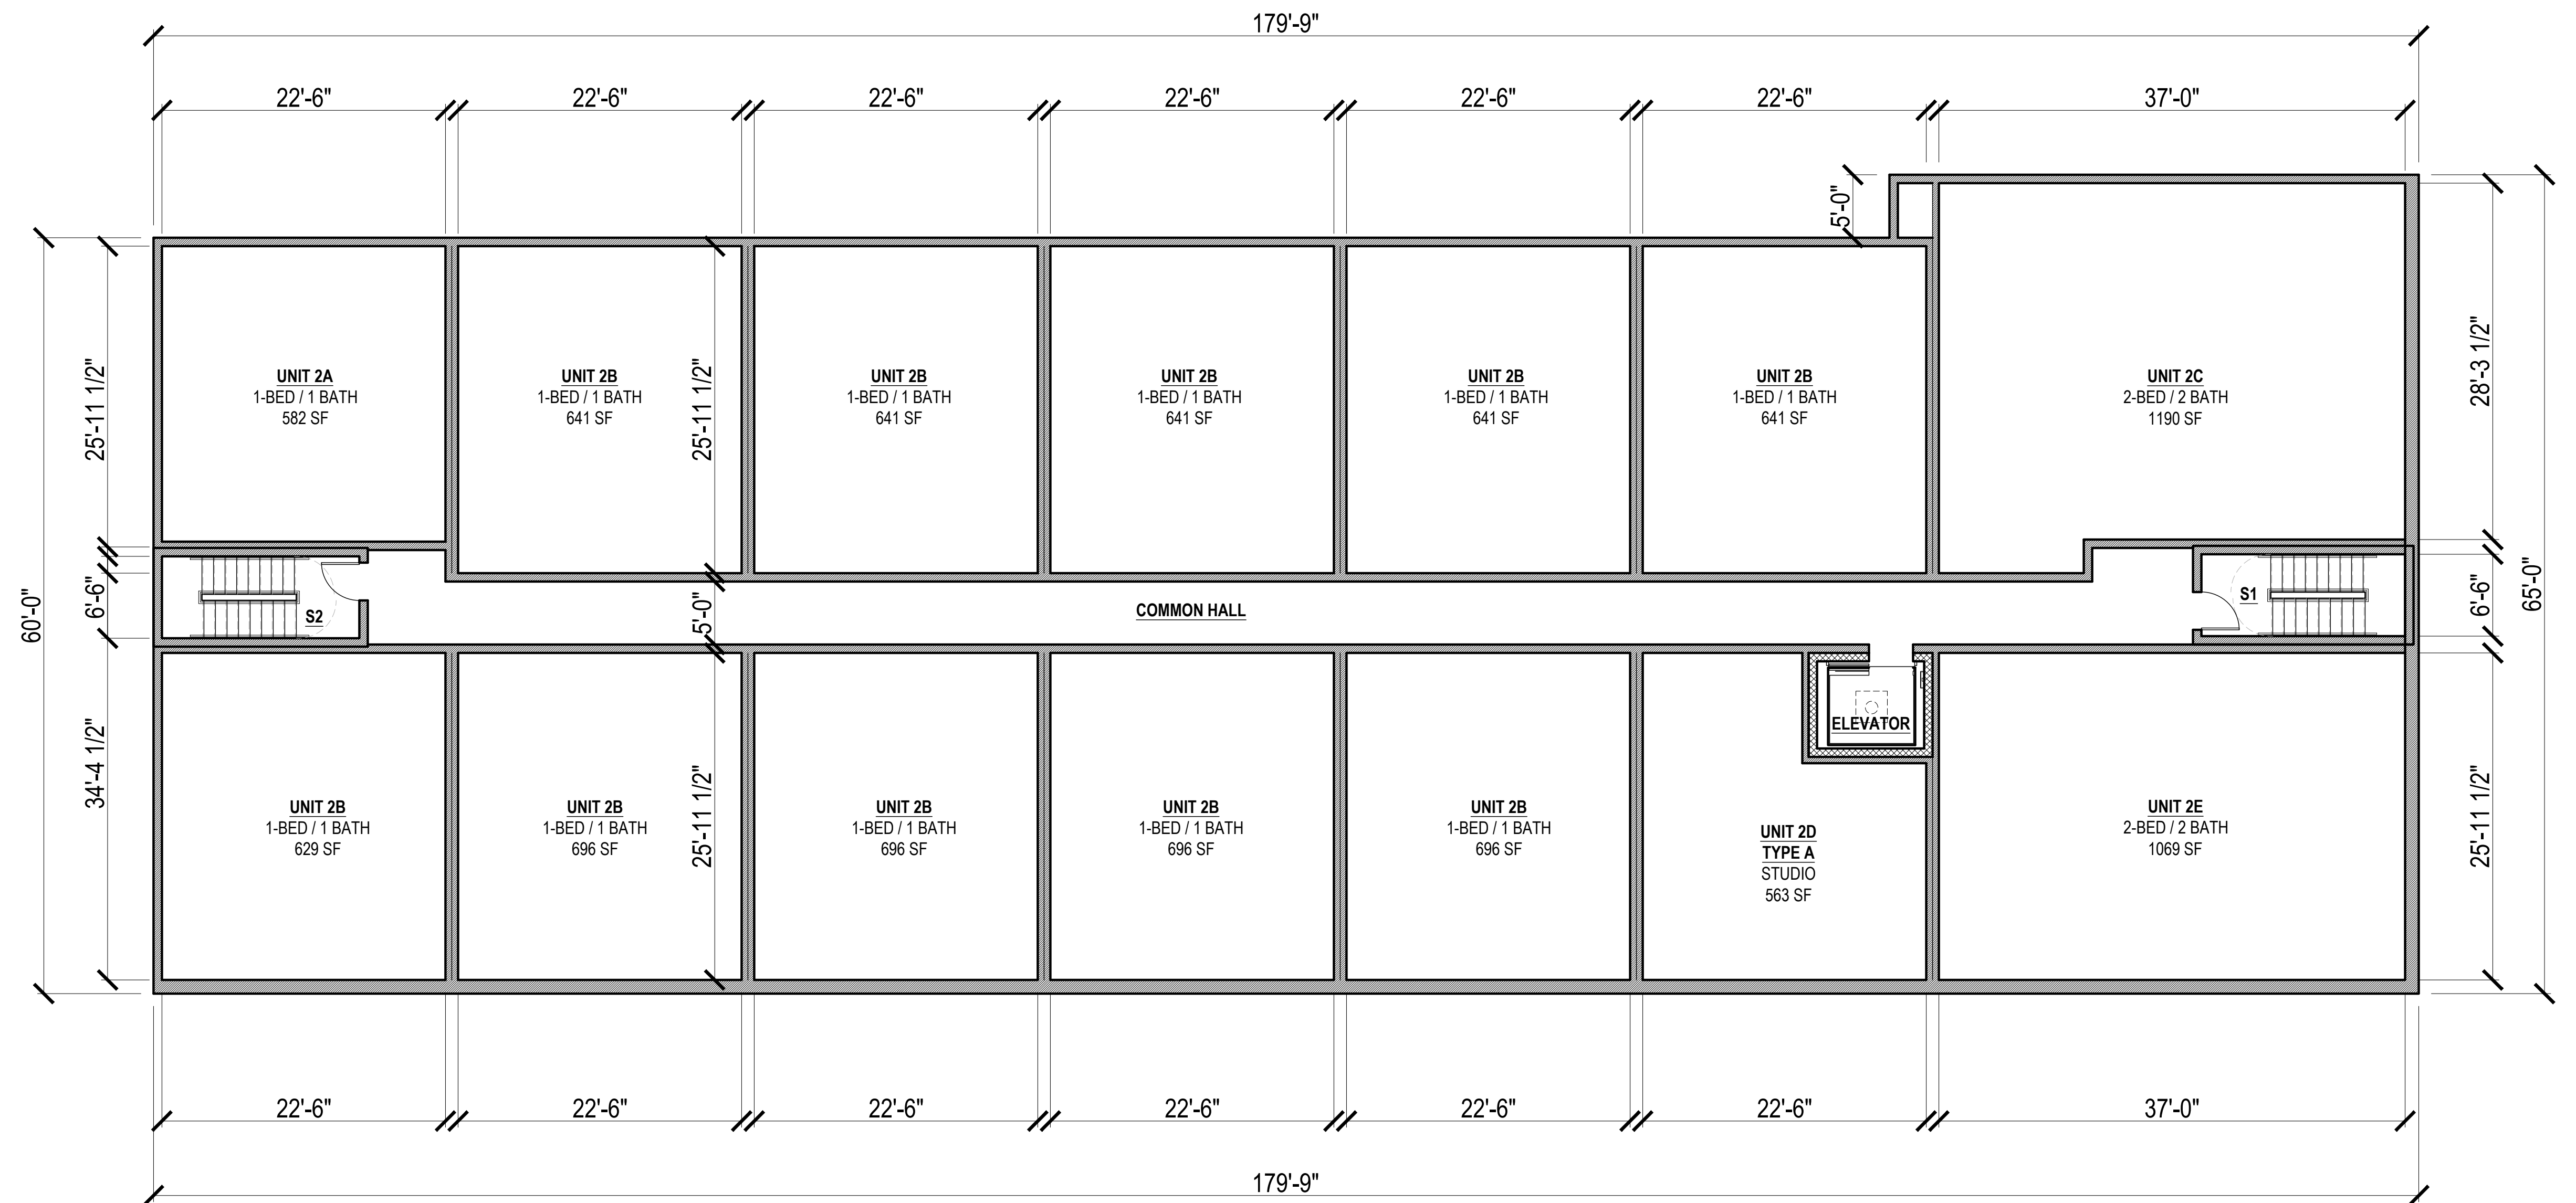 179'-9"
22'-6"
22'-6"
22'-6"
22'-6"
22'-6"
22'-6"
37'-0"
5'-0"
60'-0"
25'-11 1/2"
6'-6"
34'-4 1/2"
25'-11 1/2"
5'-0"
25'-11 1/2"
28'-3 1/2"
6'-6"
25'-11 1/2"
65'-0"
UNIT 2A
1-BED / 1 BATH
582 SF
UNIT 2B
1-BED / 1 BATH
641 SF
UNIT 2B
1-BED / 1 BATH
641 SF
UNIT 2B
1-BED / 1 BATH
641 SF
UNIT 2B
1-BED / 1 BATH
641 SF
UNIT 2B
1-BED / 1 BATH
641 SF
UNIT 2C
2-BED / 2 BATH
1190 SF
S2
COMMON HALL
S1
ELEVATOR
UNIT 2B
1-BED / 1 BATH
629 SF
UNIT 2B
1-BED / 1 BATH
696 SF
UNIT 2B
1-BED / 1 BATH
696 SF
UNIT 2B
1-BED / 1 BATH
696 SF
UNIT 2B
1-BED / 1 BATH
696 SF
UNIT 2D
TYPE A
STUDIO
563 SF
UNIT 2E
2-BED / 2 BATH
1069 SF
22'-6"
22'-6"
22'-6"
22'-6"
22'-6"
22'-6"
37'-0"
179'-9"